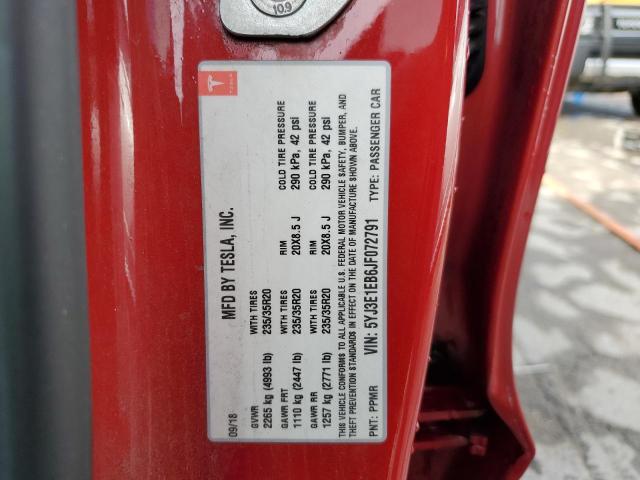 10.9
TESLA
MFD BY TESLA, INC.
09/18
GVWR WITH TIRES
2265 kg (4993 lb) 235/35R20
GAWR FRT WITH TIRES RIM COLD TIRE PRESSURE
1110 kg (2447 lb) 235/35R20 20X8.5 J 290 kPa, 42 psi
GAWR RR WITH TIRES RIM COLD TIRE PRESSURE
1257 kg (2771 lb) 235/35R20 20X8.5 J 290 kPa, 42 psi
THIS VEHICLE CONFORMS TO ALL APPLICABLE U.S. FEDERAL MOTOR VEHICLE SAFETY, BUMPER, AND
THEFT PREVENTION STANDARDS IN EFFECT ON THE DATE OF MANUFACTURE SHOWN ABOVE.
PNT: PPMR VIN: 5YJ3E1EB6JF072791 TYPE: PASSENGER CAR